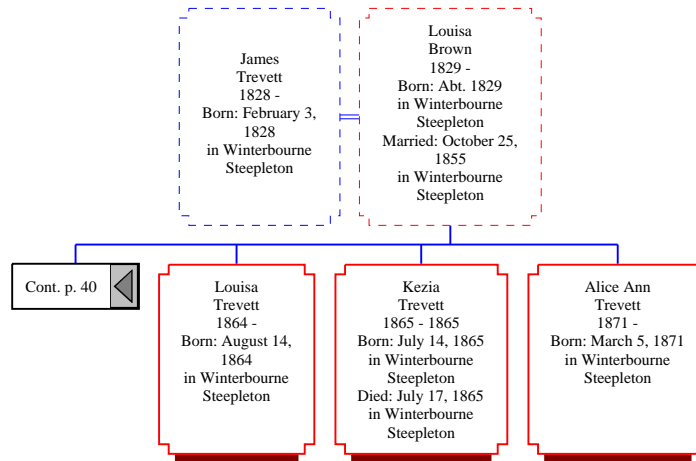 James
Trevett
1828 -
Born: February 3,
1828
in Winterbourne
Steepleton
Louisa
Brown
1829 -
Born: Abt. 1829
in Winterbourne
Steepleton
Married: October 25,
1855
in Winterbourne
Steepleton
Cont. p. 40
Louisa
Trevett
1864 -
Born: August 14,
1864
in Winterbourne
Steepleton
Kezia
Trevett
1865 - 1865
Born: July 14, 1865
in Winterbourne
Steepleton
Died: July 17, 1865
in Winterbourne
Steepleton
Alice Ann
Trevett
1871 -
Born: March 5, 1871
in Winterbourne
Steepleton